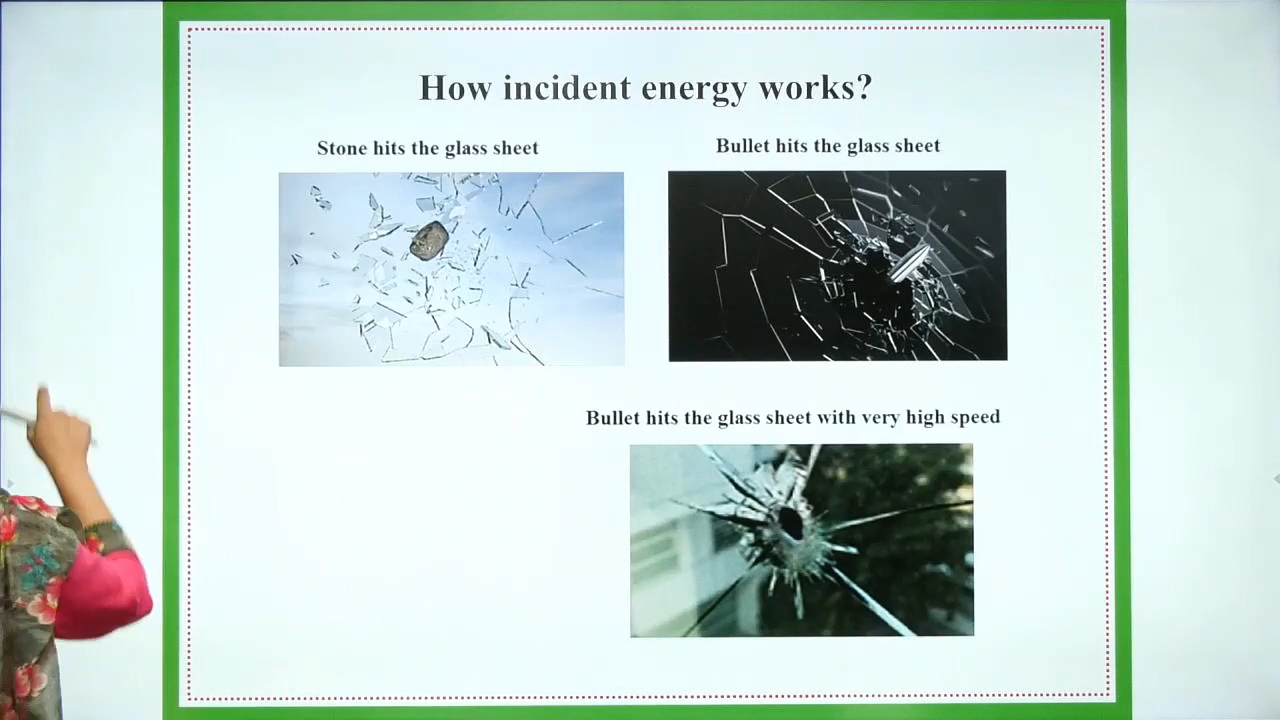 How incident energy works?
Stone hits the glass sheet
Bullet hits the glass sheet
Bullet hits the glass sheet with very high speed